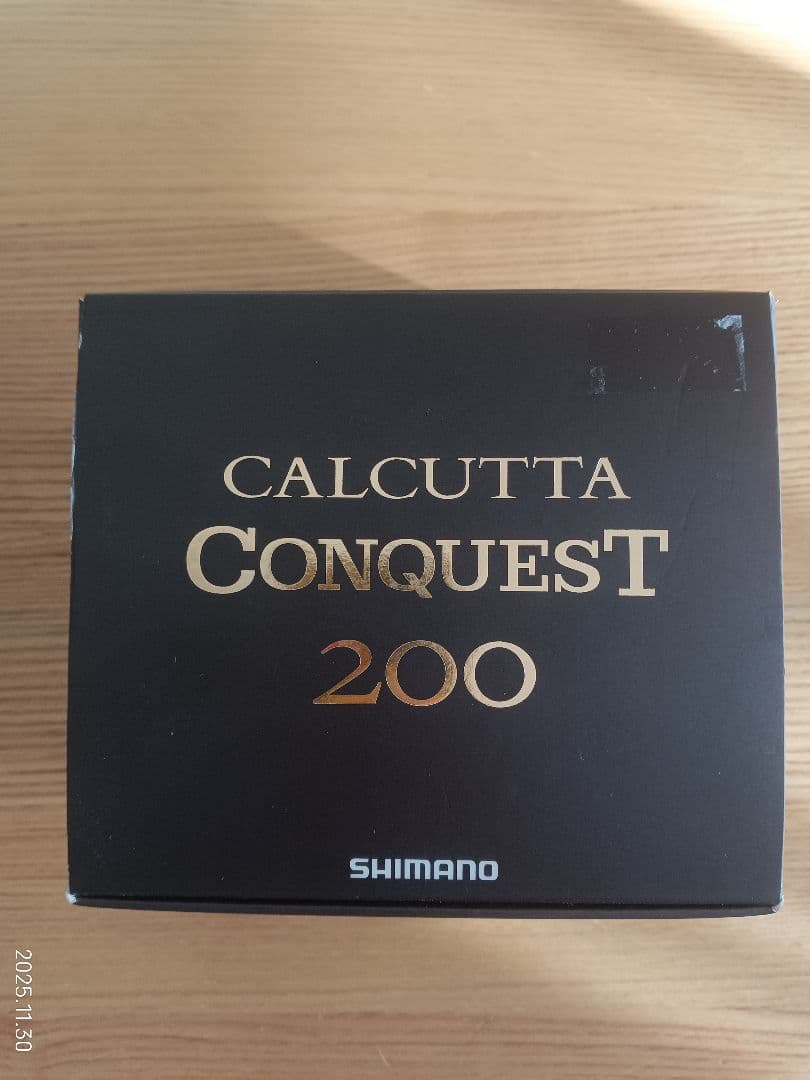 CALCUTTA
CONQUEST
200
SHIMANO
2025.11.30